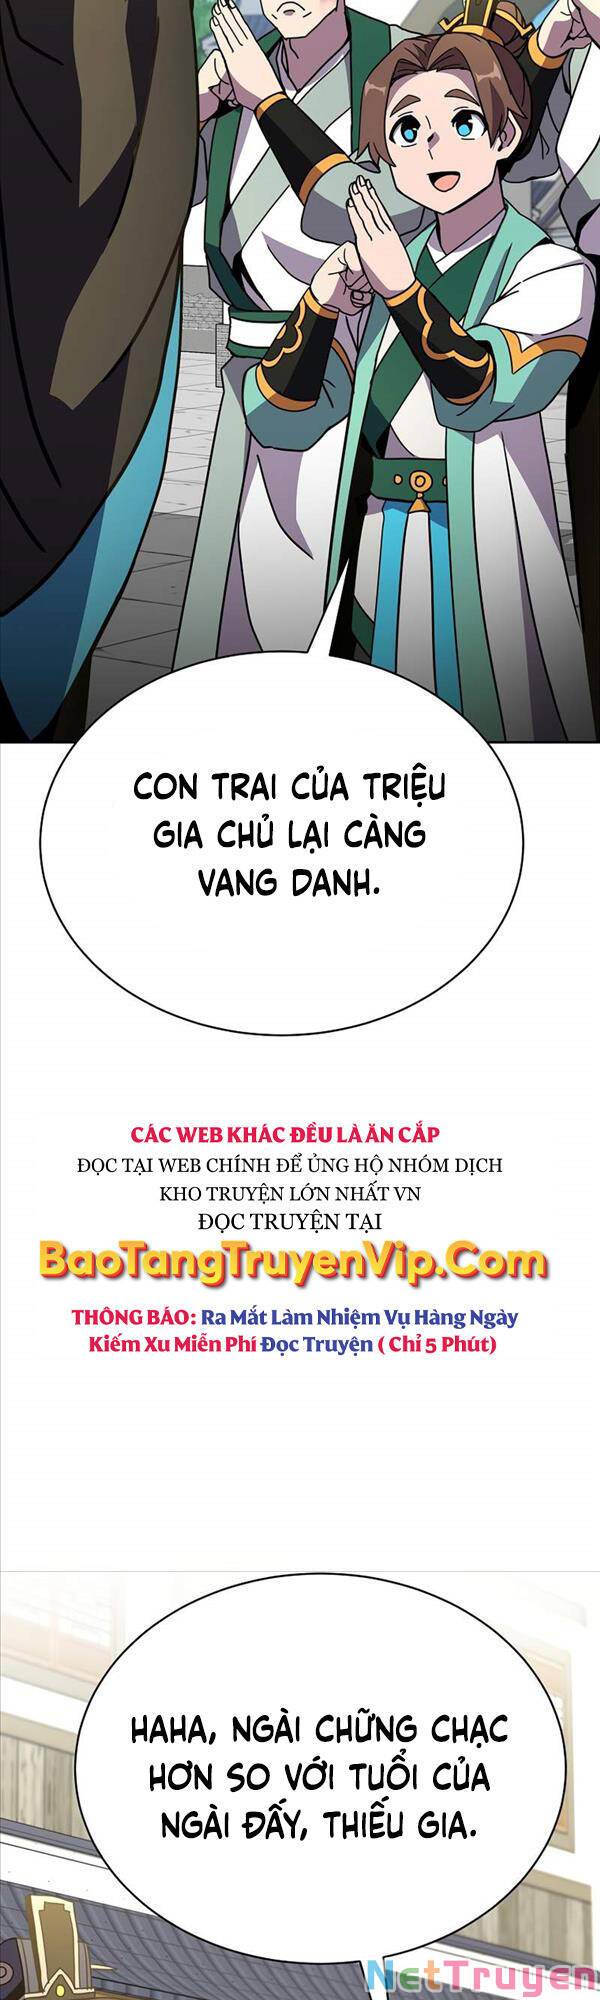 CON TRAI CỦA TRIỆU
GIA CHỦ LẠI CÀNG
VANG DANH.
CÁC WEB KHÁC ĐỀU LÀ ĂN CẮP
ĐỌC TẠI WEB CHÍNH ĐỂ ỦNG HỘ NHÓM DỊCH
KHO TRUYỆN LỚN NHẤT VN
ĐỌC TRUYỆN TẠI
BaoTangTruyenVip.Com
THÔNG BÁO: Ra Mắt Làm Nhiệm Vụ Hàng Ngày
Kiếm Xu Miễn Phí Đọc Truyện ( Chỉ 5 Phút)
HAHA, NGÀI CHỮNG CHẠC
HƠN SO VỚI TUỔI CỦA
NGÀI ĐẤY, THIẾU GIA.
NetTruyen